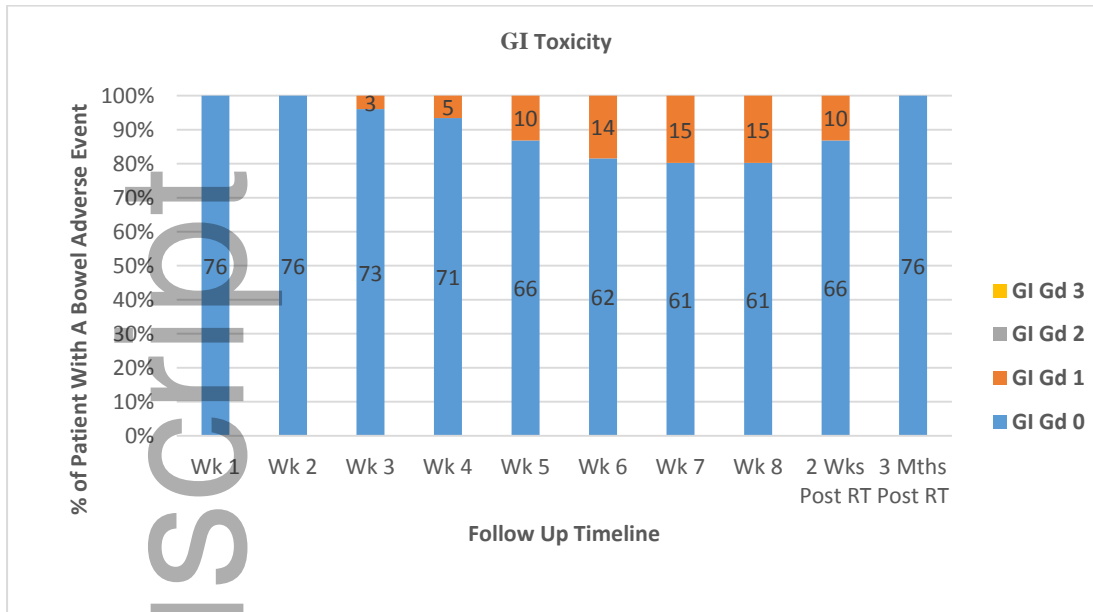 GI Toxicity
% of Patient With A Bowel Adverse Event
100%
90%
80%
70%
60%
50%
40%
30%
20%
10%
0%
3
5
10
14
15
15
10
76
76
73
71
66
62
61
61
66
76
Wk 1
Wk 2
Wk 3
Wk 4
Wk 5
Wk 6
Wk 7
Wk 8
2 Wks
Post RT
3 Mths
Post RT
Follow Up Timeline
GI Gd 3
GI Gd 2
GI Gd 1
GI Gd 0